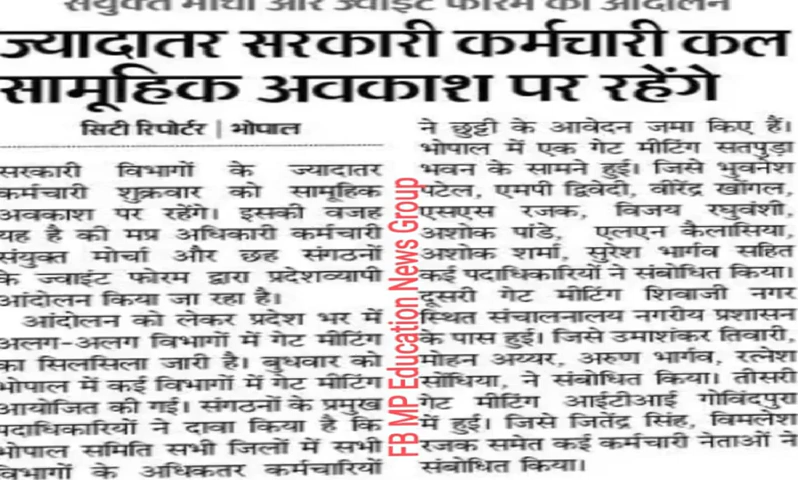 संयुक्त मोर्चा और ज्वाइंट फोरम का आंदोलन
ज्यादातर सरकारी कर्मचारी कल
सामूहिक अवकाश पर रहेंगे
सिटी रिपोर्टर | भोपाल
सरकारी विभागों के ज्यादातर
कर्मचारी शुक्रवार को सामूहिक
अवकाश पर रहेंगे। इसकी वजह
यह है की मप्र अधिकारी कर्मचारी
संयुक्त मोर्चा और छह संगठनों
के ज्वाइंट फोरम द्वारा प्रदेशव्यापी
आंदोलन किया जा रहा है।
आंदोलन को लेकर प्रदेश भर में
अलग-अलग विभागों में गेट मीटिंग
का सिलसिला जारी है। बुधवार को
भोपाल में कई विभागों में गेट मीटिंग
आयोजित की गई। संगठनों के प्रमुख
पदाधिकारियों ने दावा किया है कि
भोपाल समिति सभी जिलों में सभी
विभागों के अधिकतर कर्मचारियों
ने छुट्टी के आवेदन जमा किए हैं।
भोपाल में एक गेट मीटिंग सतपुड़ा
भवन के सामने हुई। जिसे भुवनेश
पटेल, एमपी द्विवेदी, वीरेंद्र खोंगल,
एसएस रजक, विजय रघुवंशी,
अशोक पांडे, एलएन कैलासिया,
अशोक शर्मा, सुरेश भार्गव सहित
कई पदाधिकारियों ने संबोधित किया।
दूसरी गेट मीटिंग शिवाजी नगर
स्थित संचालनालय नगरीय प्रशासन
के पास हुई। जिसे उमाशंकर तिवारी,
मोहन अय्यर, अरुण भार्गव, रत्नेश
सोंधिया, ने संबोधित किया। तीसरी
गेट मीटिंग आईटीआई गोविंदपुरा
में हुई। जिसे जितेंद्र सिंह, विमलेश
रजक समेत कई कर्मचारी नेताओं ने
संबोधित किया।
FB MP Education News Group